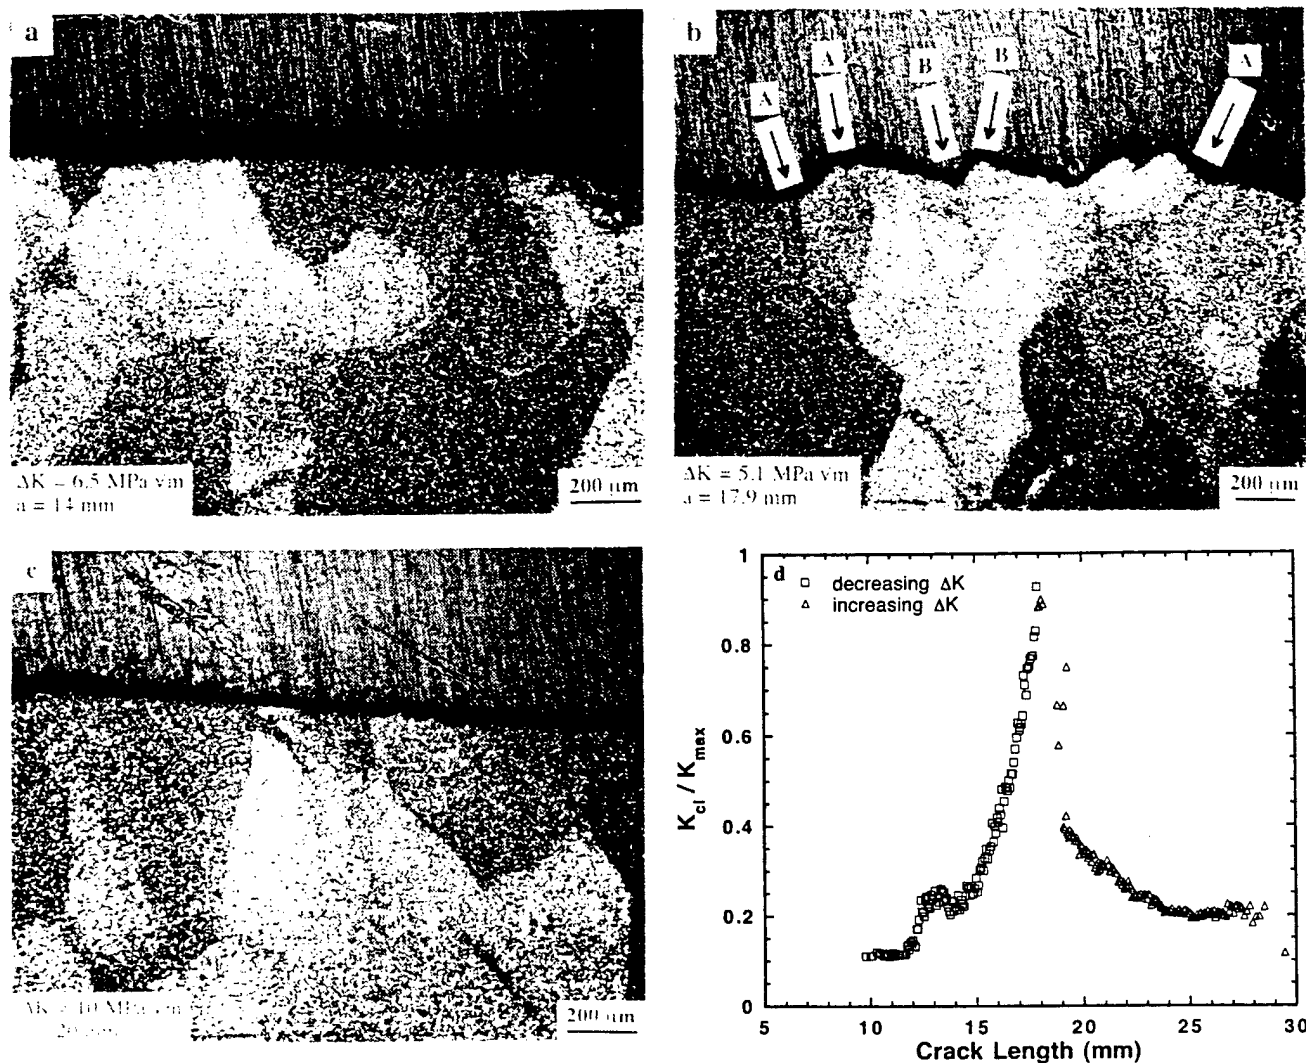 a
ΔK = 6.5 MPa √m
a = 14 mm
200 μm
b
A
A
B
B
A
ΔK = 5.1 MPa √m
a = 17.9 mm
200 μm
c
10 MPa √m
200 μm
d
□ decreasing ΔK
△ increasing ΔK
K_cl / K_max
1
0.8
0.6
0.4
0.2
0
5
10
15
20
25
30
Crack Length (mm)